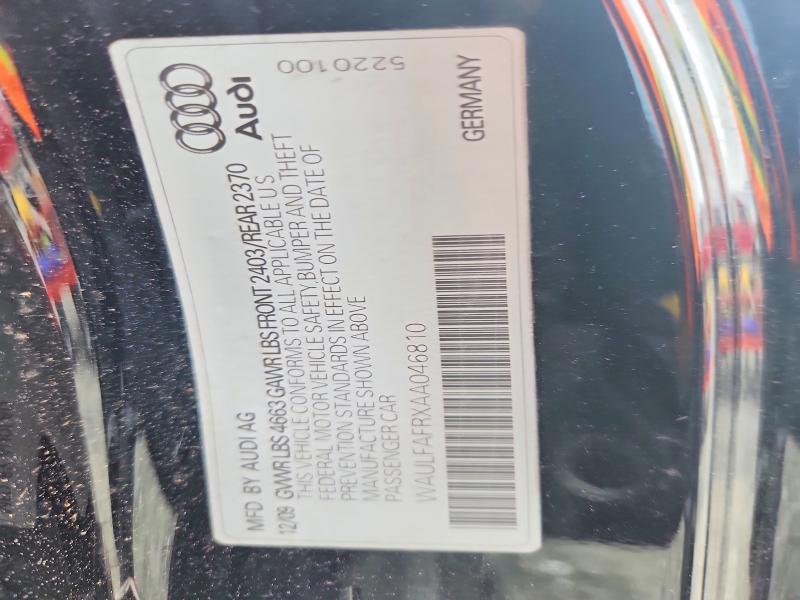 MFD BY AUDI AG
12/09 GWWR LBS 4663 GAWR LBS FRONT 2403/REAR 2370
THIS VEHICLE CONFORMS TO ALL APPLICABLE U S
FEDERAL MOTOR VEHICLE SAFETY BUMPER AND THEFT
PREVENTION STANDARDS IN EFFECT ON THE DATE OF
MANUFACTURE SHOWN ABOVE
PASSENGER CAR
WAULFAFRXAA046810
Audi
5220100
GERMANY